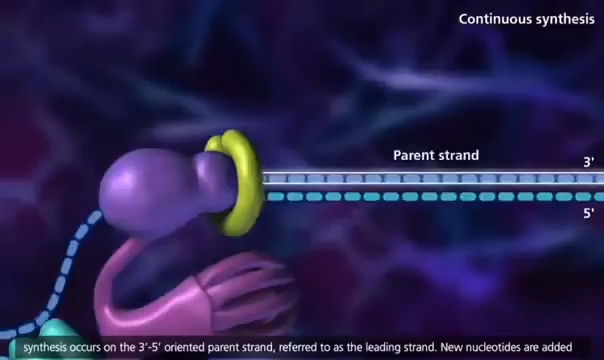 Continuous synthesis
Parent strand
3'
5'
synthesis occurs on the 3'-5' oriented parent strand, referred to as the leading strand. New nucleotides are added